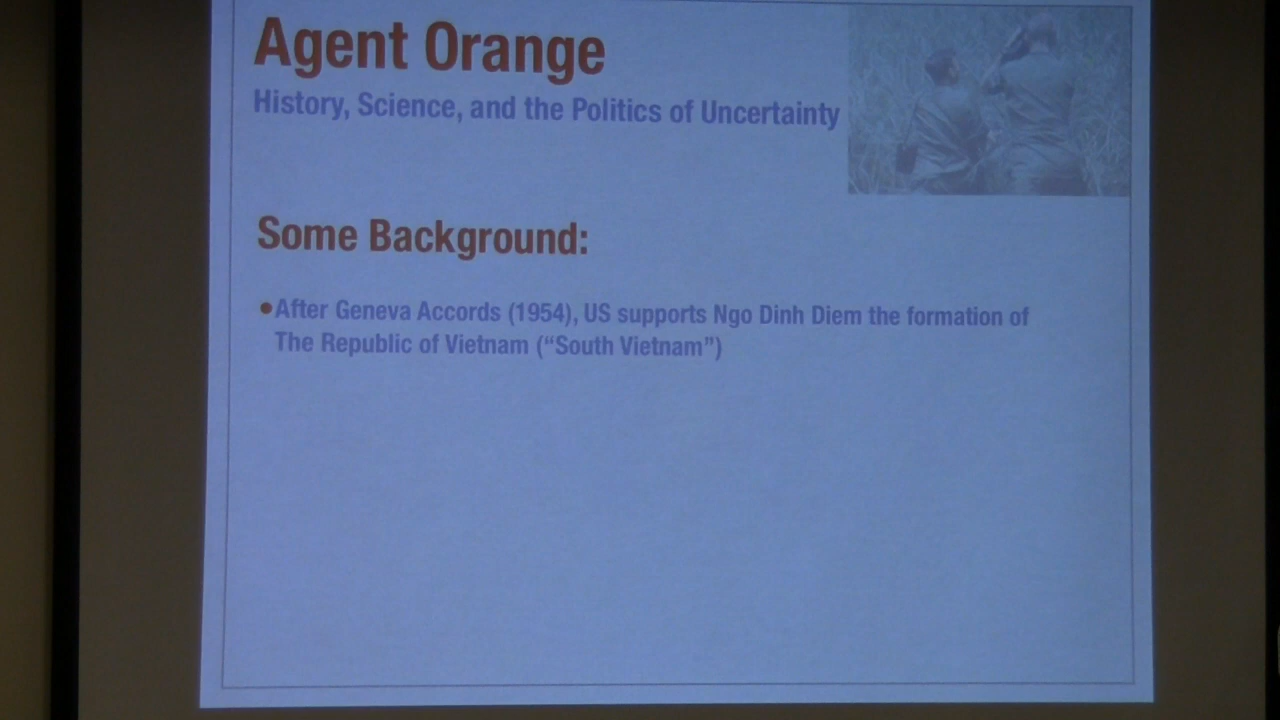 Agent Orange
History, Science, and the Politics of Uncertainty
Some Background:
•After Geneva Accords (1954), US supports Ngo Dinh Diem the formation of
The Republic of Vietnam (“South Vietnam”)